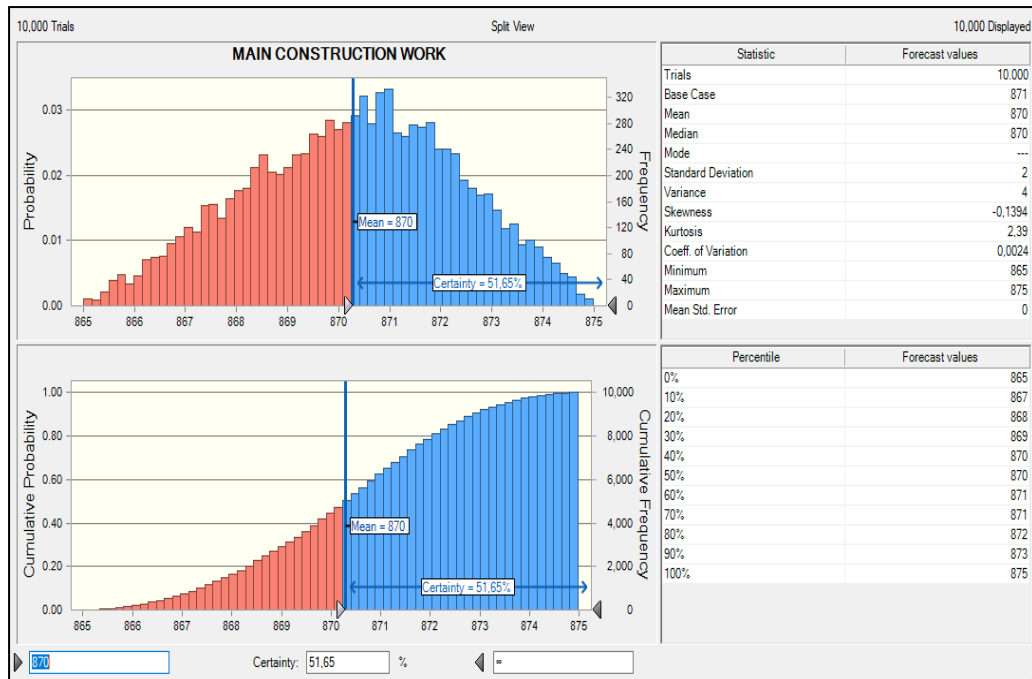 10,000 Trials Split View 10,000 Displayed
MAIN CONSTRUCTION WORK
Probability
0.03
0.02
0.01
0.00
320
280
240
200
160
120
80
40
0
Frequency
Mean = 870
Certainty = 51,65%
865 866 867 868 869 870 871 872 873 874 875
Statistic Forecast values
Trials 10.000
Base Case 871
Mean 870
Median 870
Mode ---
Standard Deviation 2
Variance 4
Skewness -0,1394
Kurtosis 2,39
Coeff. of Variation 0,0024
Minimum 865
Maximum 875
Mean Std. Error 0
Cumulative Probability
1.00
0.80
0.60
0.40
0.20
0.00
10,000
8,000
6,000
4,000
2,000
0
Cumulative Frequency
Mean = 870
Certainty = 51,65%
865 866 867 868 869 870 871 872 873 874 875
Percentile Forecast values
0% 865
10% 867
20% 868
30% 869
40% 870
50% 870
60% 871
70% 871
80% 872
90% 873
100% 875
870 Certainty: 51,65 % ∞